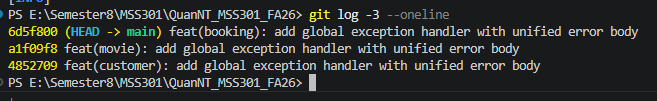 PS E:\Semester8\MSS301\QuanNT_MSS301_FA26> git log -3 --oneline
6d5f800 (HEAD -> main) feat(booking): add global exception handler with unified error body
a1f09f8 feat(movie): add global exception handler with unified error body
4852709 feat(customer): add global exception handler with unified error body
PS E:\Semester8\MSS301\QuanNT_MSS301_FA26>